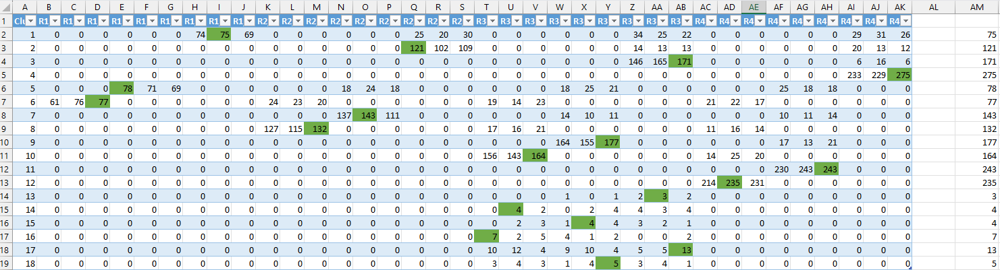 A B C D E F G H I J K L M N O P Q R S T U V W X Y Z AA AB AC AD AE AF AG AH AI AJ AK AL AM
1 Clu R1 R1 R1 R1 R1 R1 R1 R1 R1 R2 R2 R2 R2 R2 R2 R2 R2 R2 R3 R3 R3 R3 R3 R3 R3 R3 R3 R4 R4 R4 R4 R4 R4 R4 R4 R4
2 1 0 0 0 0 0 0 74 75 69 0 0 0 0 0 0 25 20 30 0 0 0 0 0 0 34 25 22 0 0 0 0 0 0 29 31 26 75
3 2 0 0 0 0 0 0 0 0 0 0 0 0 0 0 0 121 102 109 0 0 0 0 0 0 14 13 13 0 0 0 0 0 0 20 13 12 121
4 3 0 0 0 0 0 0 0 0 0 0 0 0 0 0 0 0 0 0 0 0 0 0 0 0 146 165 171 0 0 0 0 0 0 6 16 6 171
5 4 0 0 0 0 0 0 0 0 0 0 0 0 0 0 0 0 0 0 0 0 0 0 0 0 0 0 0 0 0 0 0 0 0 233 229 275 275
6 5 0 0 0 78 71 69 0 0 0 0 0 0 18 24 18 0 0 0 0 0 0 18 25 21 0 0 0 0 0 0 25 18 18 0 0 0 78
7 6 61 76 77 0 0 0 0 0 0 24 23 20 0 0 0 0 0 0 19 14 23 0 0 0 0 0 0 21 22 17 0 0 0 0 0 0 77
8 7 0 0 0 0 0 0 0 0 0 0 0 0 137 143 111 0 0 0 0 0 0 14 10 11 0 0 0 0 0 0 10 11 14 0 0 0 143
9 8 0 0 0 0 0 0 0 0 0 127 115 132 0 0 0 0 0 0 17 16 21 0 0 0 0 0 0 11 16 14 0 0 0 0 0 0 132
10 9 0 0 0 0 0 0 0 0 0 0 0 0 0 0 0 0 0 0 0 0 0 164 155 177 0 0 0 0 0 0 17 13 21 0 0 0 177
11 10 0 0 0 0 0 0 0 0 0 0 0 0 0 0 0 0 0 0 156 143 164 0 0 0 0 0 0 14 25 20 0 0 0 0 0 0 164
12 11 0 0 0 0 0 0 0 0 0 0 0 0 0 0 0 0 0 0 0 0 0 0 0 0 0 0 0 0 0 0 230 243 243 0 0 0 243
13 12 0 0 0 0 0 0 0 0 0 0 0 0 0 0 0 0 0 0 0 0 0 0 0 0 0 0 0 214 235 231 0 0 0 0 0 0 235
14 13 0 0 0 0 0 0 0 0 0 0 0 0 0 0 0 0 0 0 0 0 0 1 0 1 2 3 2 0 0 0 0 0 0 0 0 0 3
15 14 0 0 0 0 0 0 0 0 0 0 0 0 0 0 0 0 0 0 0 4 2 0 2 4 4 3 4 0 0 0 0 0 0 0 0 0 4
16 15 0 0 0 0 0 0 0 0 0 0 0 0 0 0 0 0 0 0 0 2 3 1 4 4 3 2 1 0 0 0 0 0 0 0 0 0 4
17 16 0 0 0 0 0 0 0 0 0 0 0 0 0 0 0 0 0 0 7 2 5 4 1 2 0 0 2 0 0 0 0 0 0 0 0 0 7
18 17 0 0 0 0 0 0 0 0 0 0 0 0 0 0 0 0 0 0 10 12 4 9 10 4 5 5 13 0 0 0 0 0 0 0 0 0 13
19 18 0 0 0 0 0 0 0 0 0 0 0 0 0 0 0 0 0 0 3 4 3 1 4 5 3 4 1 0 0 0 0 0 0 0 0 0 5